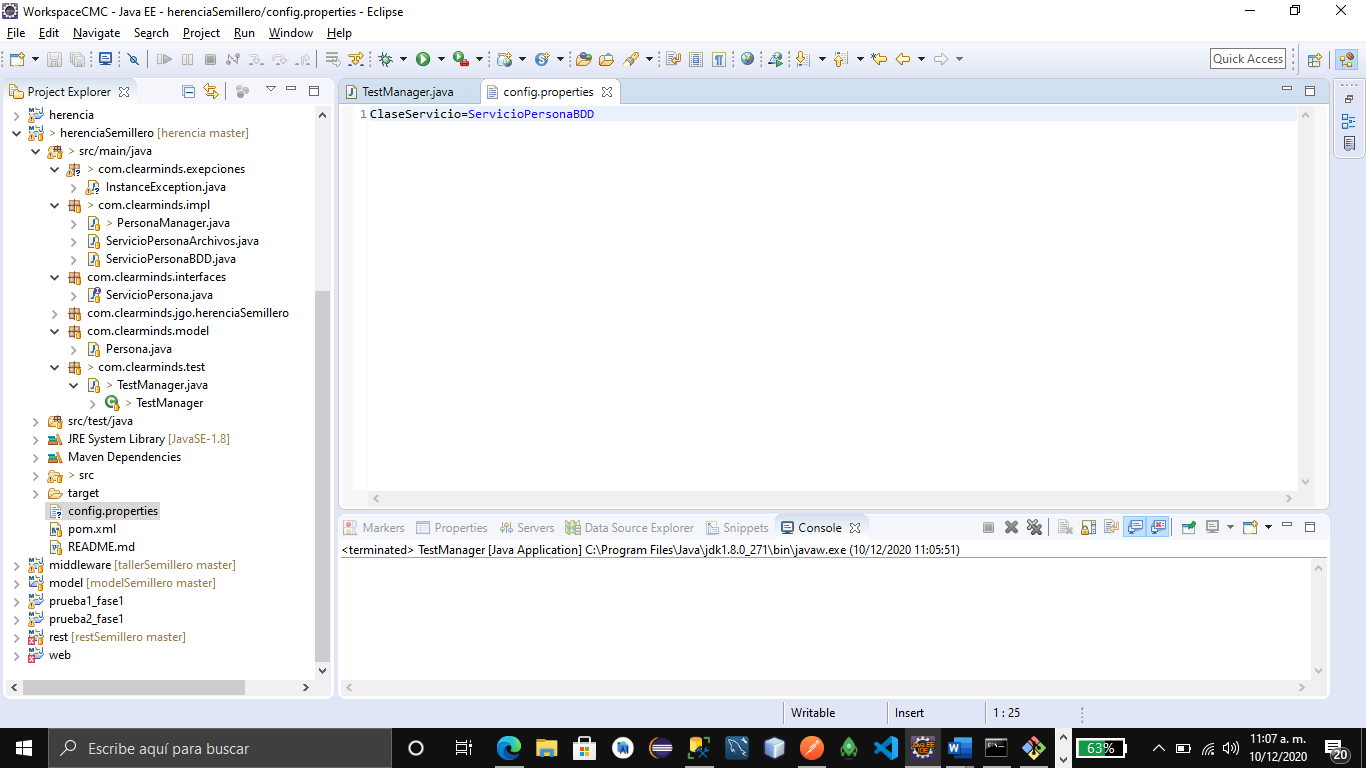 WorkspaceCMC - Java EE - herenciaSemillero/config.properties - Eclipse
File Edit Navigate Search Project Run Window Help
Quick Access
Project Explorer
TestManager.java
config.properties
herencia
> herenciaSemillero [herencia master]
> src/main/java
> com.clearminds.exepciones
InstanceException.java
> com.clearminds.impl
> PersonaManager.java
ServicioPersonaArchivos.java
ServicioPersonaBDD.java
com.clearminds.interfaces
ServicioPersona.java
com.clearminds.jgo.herenciaSemillero
com.clearminds.model
Persona.java
> com.clearminds.test
> TestManager.java
> TestManager
src/test/java
JRE System Library [JavaSE-1.8]
Maven Dependencies
> src
target
config.properties
pom.xml
README.md
middleware [tallerSemillero master]
model [modelSemillero master]
prueba1_fase1
prueba2_fase1
rest [restSemillero master]
web
1 ClaseServicio=ServicioPersonaBDD
Markers Properties Servers Data Source Explorer Snippets Console
<terminated> TestManager [Java Application] C:\Program Files\Java\jdk1.8.0_271\bin\javaw.exe (10/12/2020 11:05:51)
Writable Insert 1 : 25
Escribe aquí para buscar
63%
11:07 a. m.
10/12/2020
20